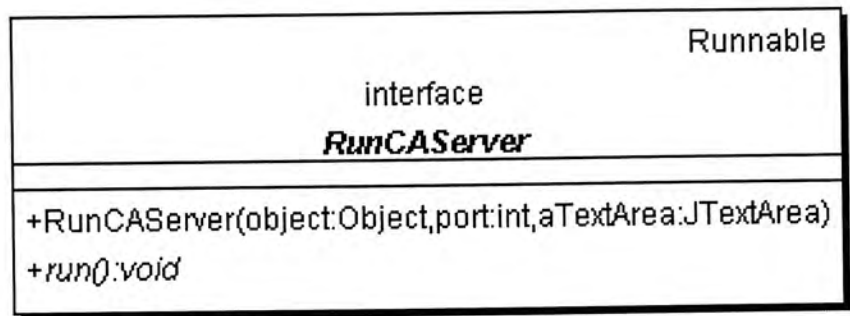 Runnable
interface
RunCAServer
+RunCAServer(object:Object,port:int,aTextArea:JTextArea)
+run():void